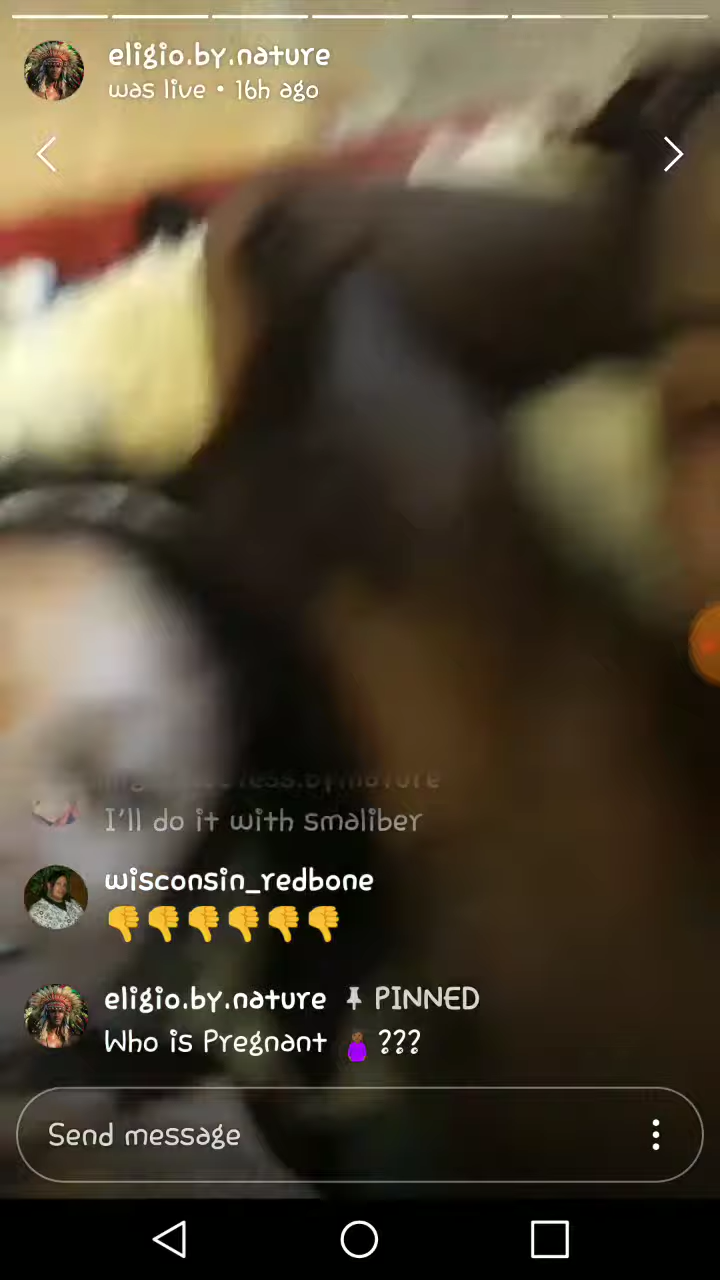 eligio.by.nature
was live • 16h ago
I'll do it with smaliber
wisconsin_redbone
👎👎👎👎👎👎
eligio.by.nature PINNED
Who is Pregnant 🤰🏾???
Send message